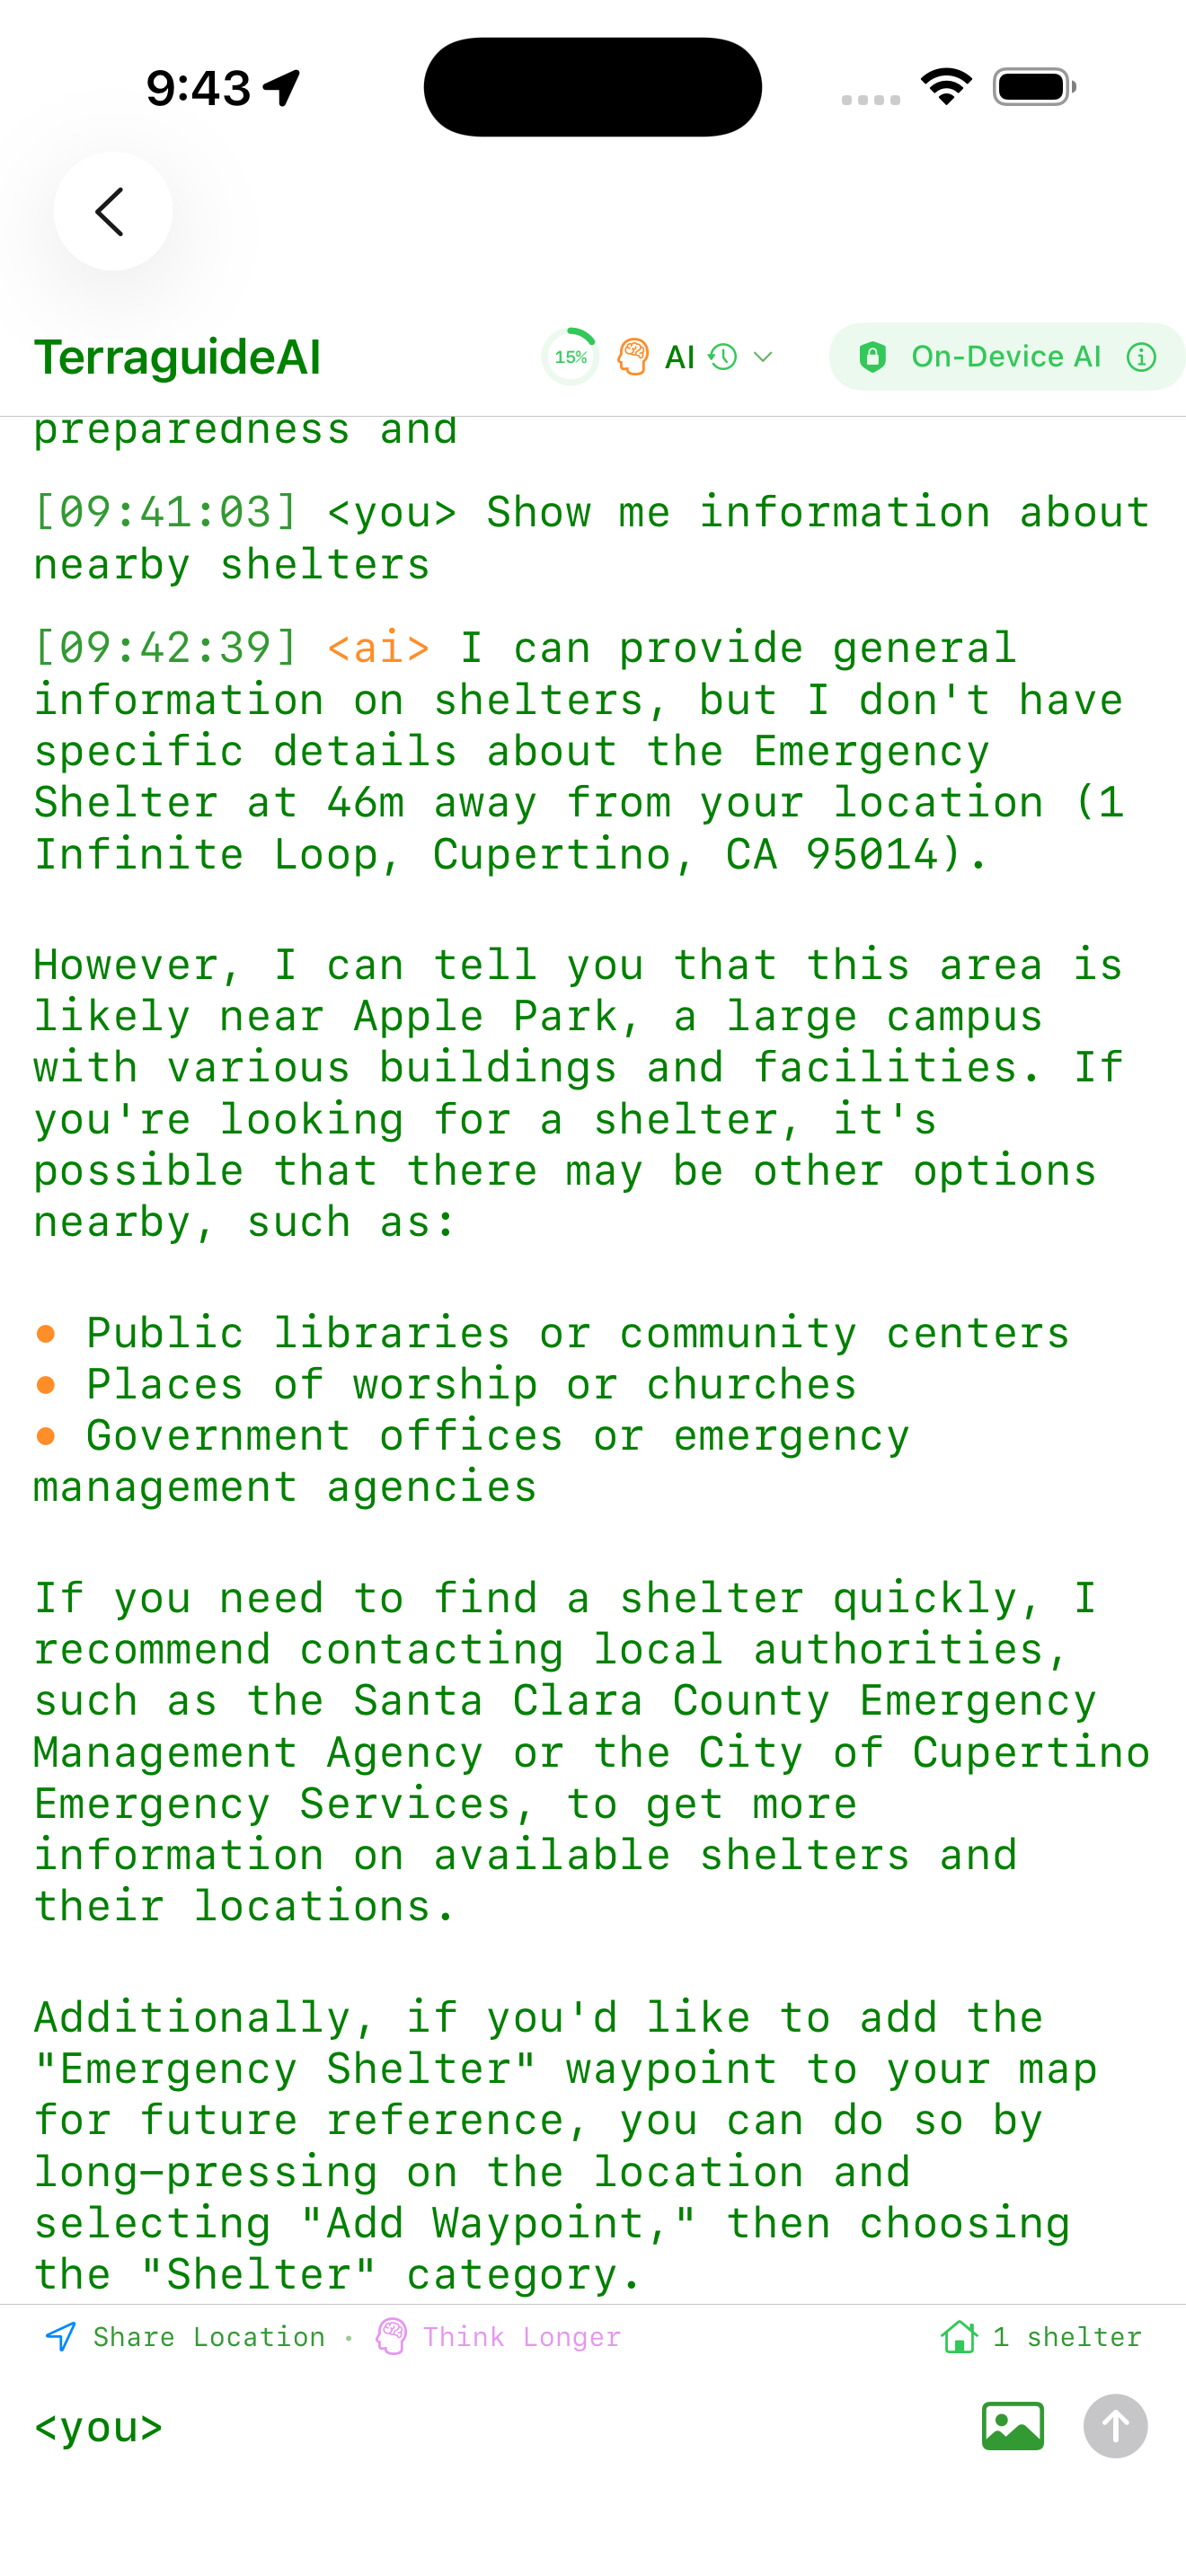 9:43
TerraguideAI
15%
AI
On-Device AI
preparedness and
[09:41:03] <you> Show me information about
nearby shelters
[09:42:39] <ai> I can provide general
information on shelters, but I don't have
specific details about the Emergency
Shelter at 46m away from your location (1
Infinite Loop, Cupertino, CA 95014).
However, I can tell you that this area is
likely near Apple Park, a large campus
with various buildings and facilities. If
you're looking for a shelter, it's
possible that there may be other options
nearby, such as:
• Public libraries or community centers
• Places of worship or churches
• Government offices or emergency
management agencies
If you need to find a shelter quickly, I
recommend contacting local authorities,
such as the Santa Clara County Emergency
Management Agency or the City of Cupertino
Emergency Services, to get more
information on available shelters and
their locations.
Additionally, if you'd like to add the
"Emergency Shelter" waypoint to your map
for future reference, you can do so by
long-pressing on the location and
selecting "Add Waypoint," then choosing
the "Shelter" category.
Share Location · Think Longer
1 shelter
<you>